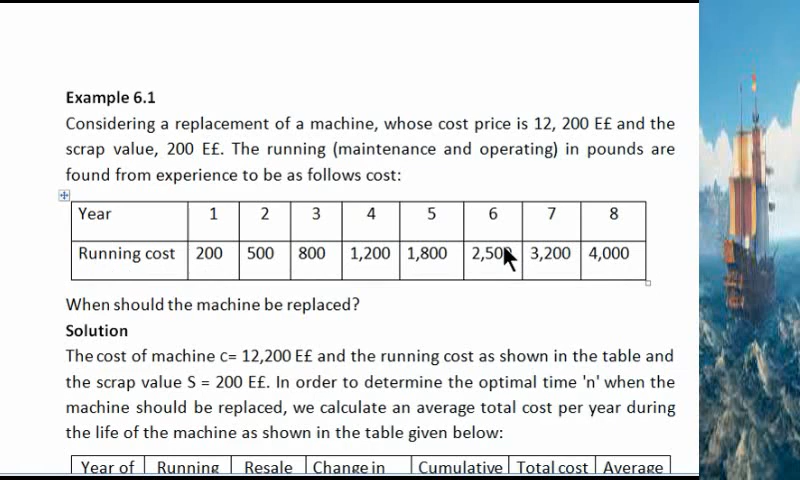 Example 6.1
Considering a replacement of a machine, whose cost price is 12, 200 E£ and the
scrap value, 200 E£. The running (maintenance and operating) in pounds are
found from experience to be as follows cost:
Year 1 2 3 4 5 6 7 8
Running cost 200 500 800 1,200 1,800 2,500 3,200 4,000
When should the machine be replaced?
Solution
The cost of machine c= 12,200 E£ and the running cost as shown in the table and
the scrap value S = 200 E£. In order to determine the optimal time 'n' when the
machine should be replaced, we calculate an average total cost per year during
the life of the machine as shown in the table given below:
Year of Running Resale Change in Cumulative Total cost Average